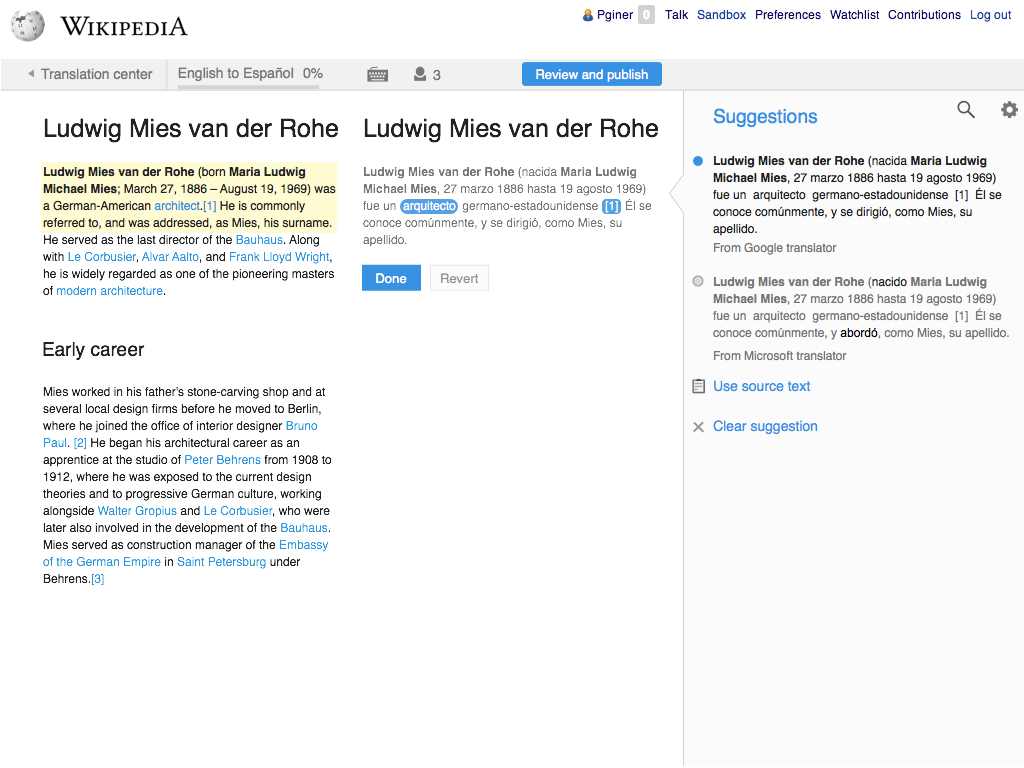 WIKIPEDIA
Pginer 0 Talk Sandbox Preferences Watchlist Contributions Log out
Translation center
English to Español 0%
3
Review and publish
Ludwig Mies van der Rohe
Ludwig Mies van der Rohe (born Maria Ludwig
Michael Mies; March 27, 1886 – August 19, 1969) was
a German-American architect.[1] He is commonly
referred to, and was addressed, as Mies, his surname.
He served as the last director of the Bauhaus. Along
with Le Corbusier, Alvar Aalto, and Frank Lloyd Wright,
he is widely regarded as one of the pioneering masters
of modern architecture.
Early career
Mies worked in his father's stone-carving shop and at
several local design firms before he moved to Berlin,
where he joined the office of interior designer Bruno
Paul. [2] He began his architectural career as an
apprentice at the studio of Peter Behrens from 1908 to
1912, where he was exposed to the current design
theories and to progressive German culture, working
alongside Walter Gropius and Le Corbusier, who were
later also involved in the development of the Bauhaus.
Mies served as construction manager of the Embassy
of the German Empire in Saint Petersburg under
Behrens.[3]
Ludwig Mies van der Rohe
Ludwig Mies van der Rohe (nacida Maria Ludwig
Michael Mies, 27 marzo 1886 hasta 19 agosto 1969)
fue un arquitecto germano-estadounidense [1] Él se
conoce comúnmente, y se dirigió, como Mies, su
apellido.
Done Revert
Suggestions
Ludwig Mies van der Rohe (nacida Maria Ludwig
Michael Mies, 27 marzo 1886 hasta 19 agosto 1969)
fue un arquitecto germano-estadounidense [1] Él se
conoce comúnmente, y se dirigió, como Mies, su
apellido.
From Google translator
Ludwig Mies van der Rohe (nacido Maria Ludwig
Michael Mies, 27 marzo 1886 hasta 19 agosto 1969)
fue un arquitecto germano-estadounidense [1] Él se
conoce comúnmente, y abordó, como Mies, su apellido.
From Microsoft translator
Use source text
Clear suggestion